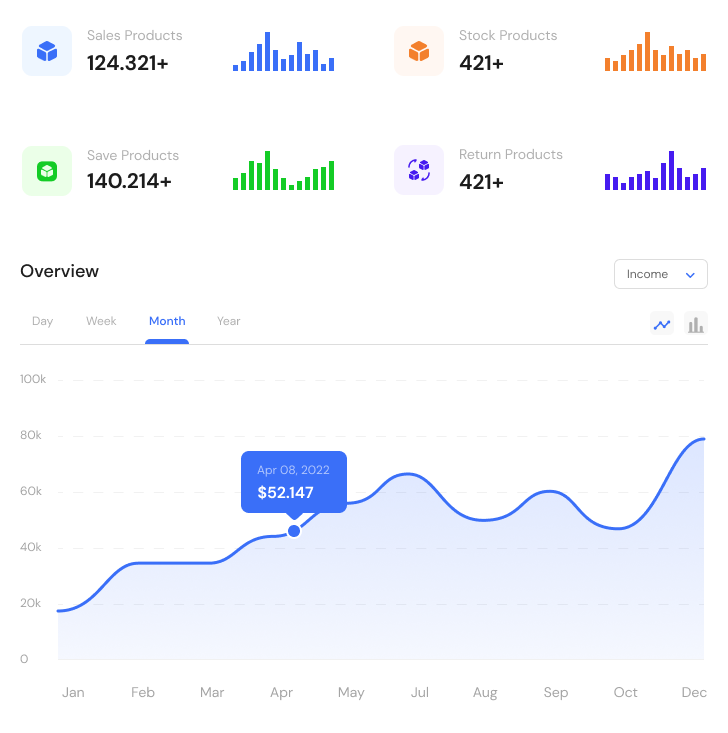 Sales Products
124.321+
Stock Products
421+
Save Products
140.214+
Return Products
421+
Overview
Income
Day
Week
Month
Year
100k
80k
60k
40k
20k
0
Apr 08, 2022
$52.147
Jan
Feb
Mar
Apr
May
Jul
Aug
Sep
Oct
Dec